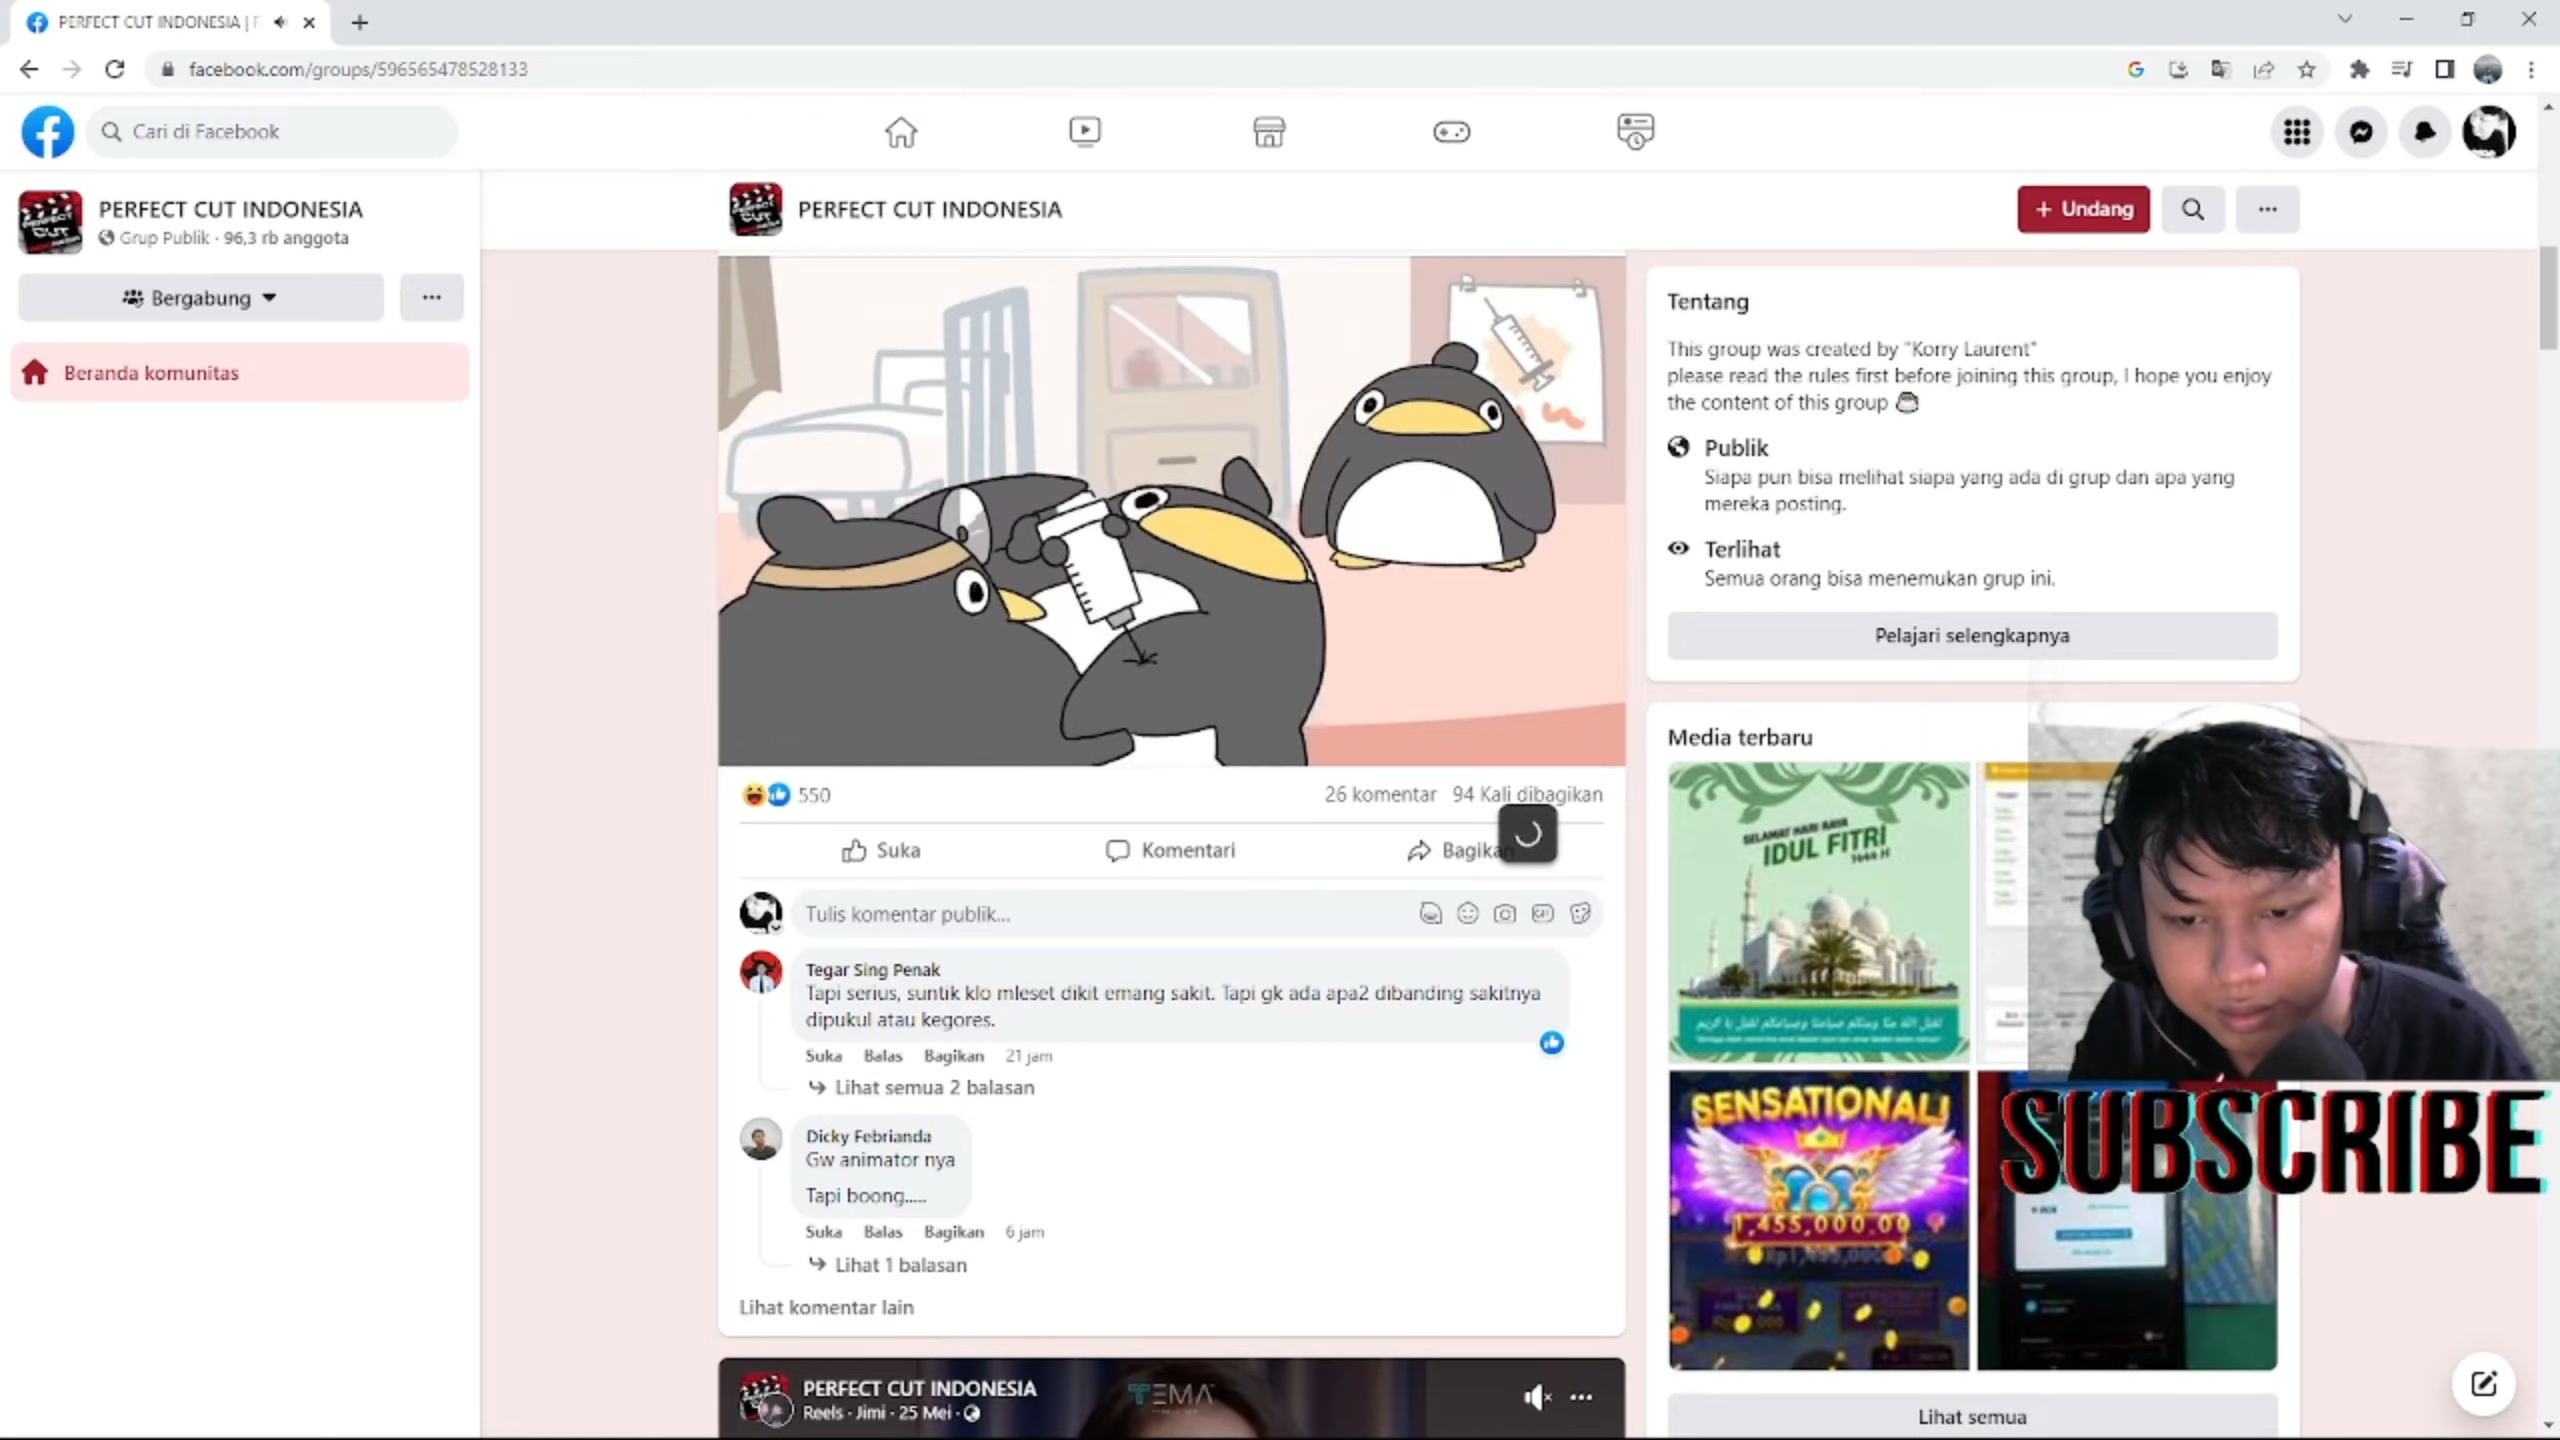 PERFECT CUT INDONESIA |
facebook.com/groups/596565478528133
Cari di Facebook
PERFECT CUT INDONESIA
Grup Publik · 96,3 rb anggota
Bergabung
Beranda komunitas
PERFECT CUT INDONESIA
+ Undang
550
26 komentar 94 Kali dibagikan
Suka
Komentari
Bagikan
Tulis komentar publik...
Tegar Sing Penak
Tapi serius, suntik klo mleset dikit emang sakit. Tapi gk ada apa2 dibanding sakitnya
dipukul atau kegores.
Suka Balas Bagikan 21 jam
Lihat semua 2 balasan
Dicky Febrianda
Gw animator nya
Tapi boong.....
Suka Balas Bagikan 6 jam
Lihat 1 balasan
Lihat komentar lain
PERFECT CUT INDONESIA
Reels · Jimi · 25 Mei ·
TEMA
Tentang
This group was created by "Korry Laurent"
please read the rules first before joining this group, I hope you enjoy
the content of this group
Publik
Siapa pun bisa melihat siapa yang ada di grup dan apa yang
mereka posting.
Terlihat
Semua orang bisa menemukan grup ini.
Pelajari selengkapnya
Media terbaru
SELAMAT HARI RAYA
IDUL FITRI
1444 H
SENSATIONAL!
1,455,000.00
SUBSCRIBE
Lihat semua